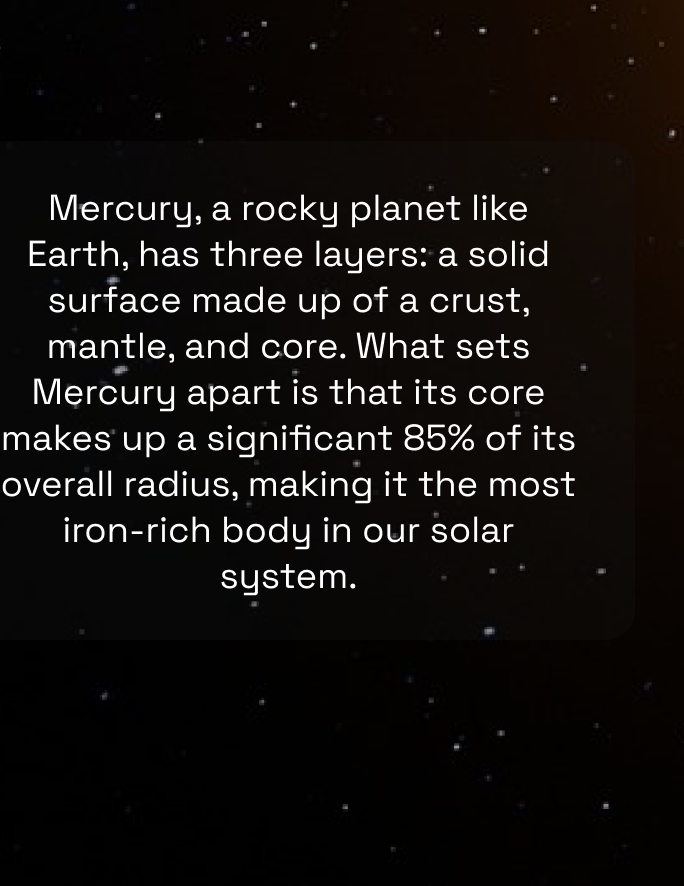 Mercury, a rocky planet like
Earth, has three layers: a solid
surface made up of a crust,
mantle, and core. What sets
Mercury apart is that its core
makes up a significant 85% of its
overall radius, making it the most
iron-rich body in our solar
system.